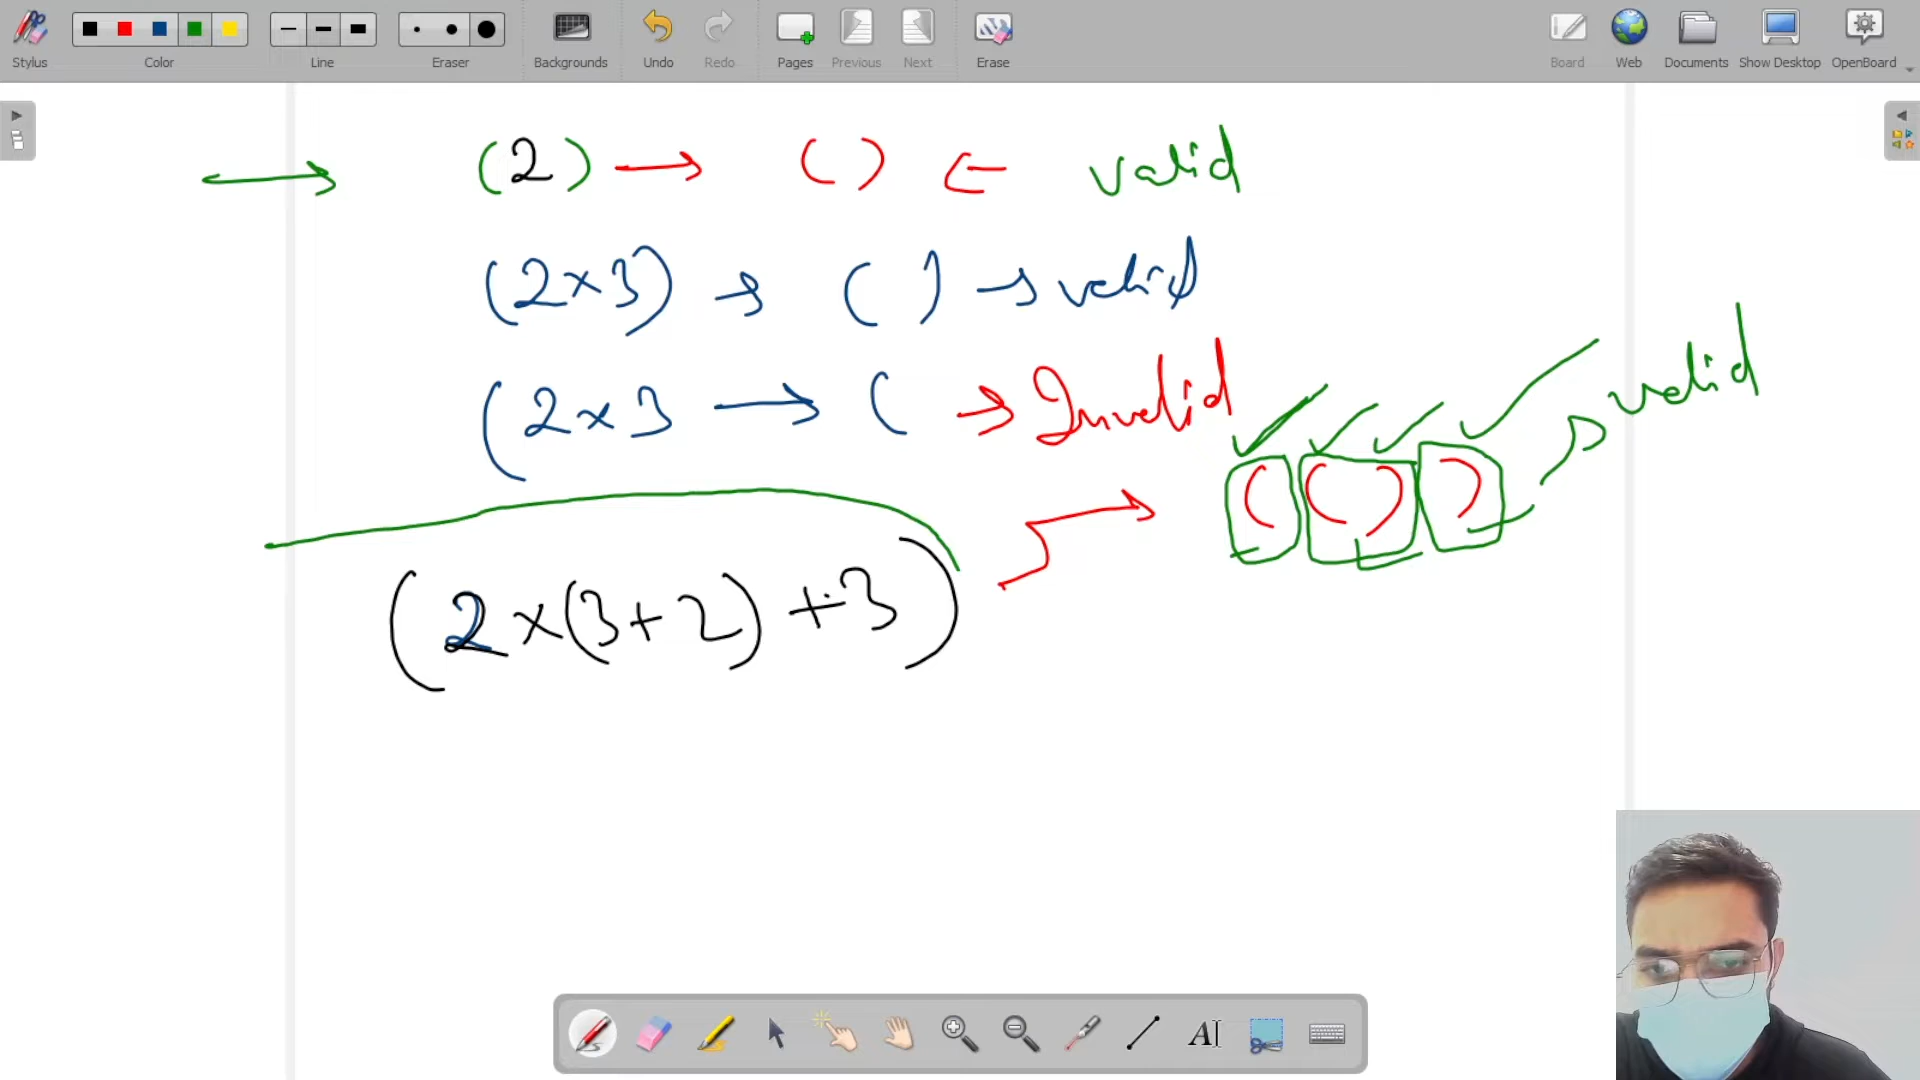 Stylus
Color
Line
Eraser
Backgrounds
Undo
Redo
Pages
Previous
Next
Erase
Board
Web
Documents
Show Desktop
OpenBoard
(2) → ( ) ← valid
(2×3) → ( ) → valid
(2×3 → ( → Invalid
( ( ) ) → valid
(2×(3+2)+3)